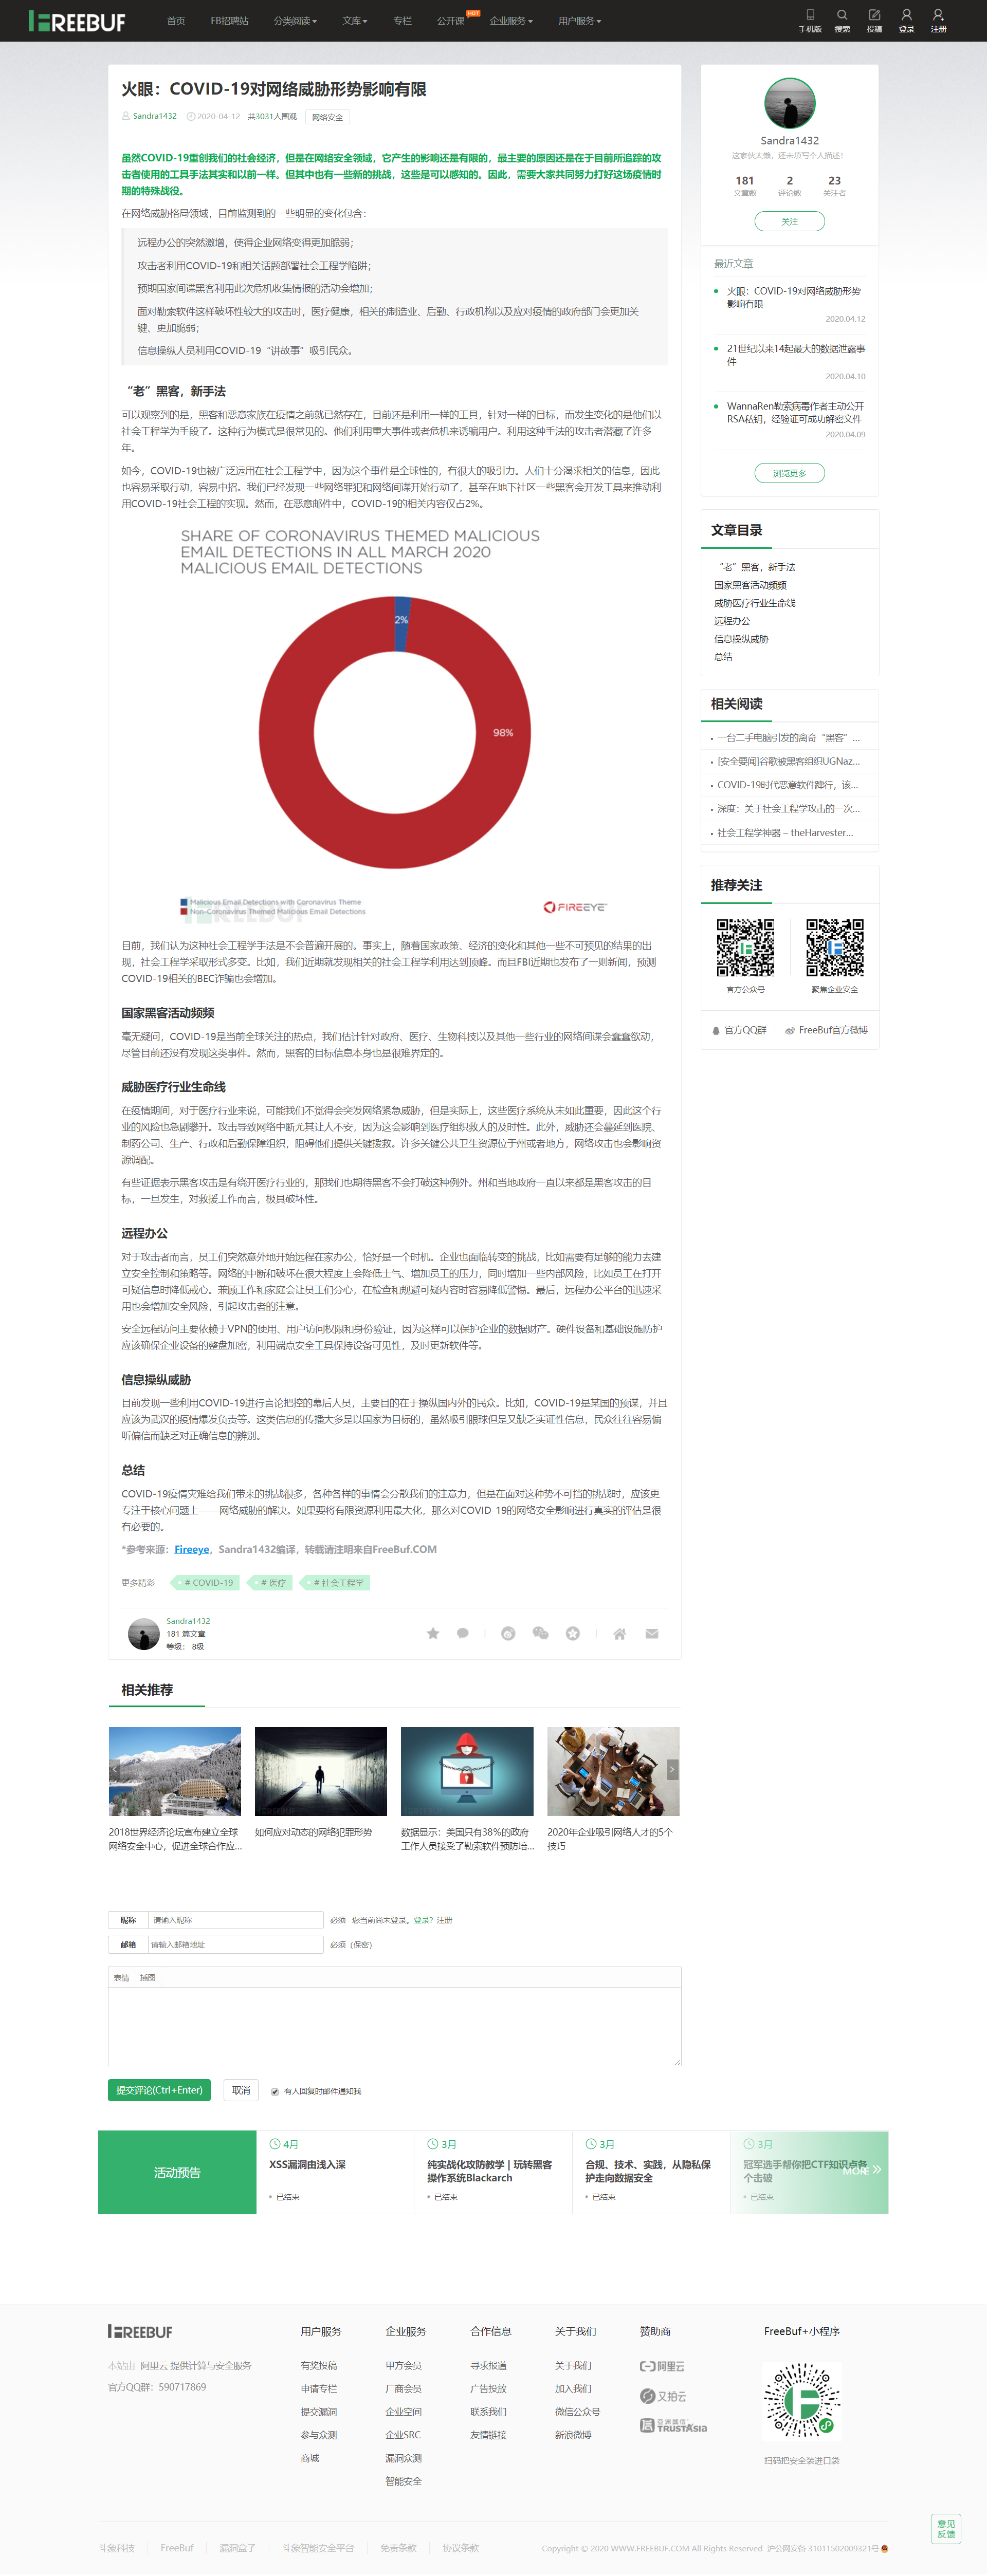 FREEBUF
首页 FB招聘站 分类阅读 文库 专栏 公开课 HOT 企业服务 用户服务
手机版 搜索 投稿 登录 注册
火眼：COVID-19对网络威胁形势影响有限
Sandra1432 2020-04-12 共3031人围观 网络安全
虽然COVID-19重创我们的社会经济，但是在网络安全领域，它产生的影响还是有限的，最主要的原因还是在于目前所追踪的攻
击者使用的工具手法其实和以前一样。但其中也有一些新的挑战，这些是可以感知的。因此，需要大家共同努力打好这场疫情时
期的特殊战役。
在网络威胁格局领域，目前监测到的一些明显的变化包含：
远程办公的突然激增，使得企业网络变得更加脆弱；
攻击者利用COVID-19和相关话题部署社会工程学陷阱；
预期国家间谍黑客利用此次危机收集情报的活动会增加；
面对勒索软件这样破坏性较大的攻击时，医疗健康，相关的制造业、后勤、行政机构以及应对疫情的政府部门会更加关
键、更加脆弱；
信息操纵人员利用COVID-19“讲故事”吸引民众。
“老”黑客，新手法
可以观察到的是，黑客和恶意家族在疫情之前就已然存在，目前还是利用一样的工具，针对一样的目标，而发生变化的是他们以
社会工程学为手段了。这种行为模式是很常见的。他们利用重大事件或者危机来诱骗用户。利用这种手法的攻击者潜藏了许多
年。
如今，COVID-19也被广泛运用在社会工程学中，因为这个事件是全球性的，有很大的吸引力。人们十分渴求相关的信息，因此
也容易采取行动，容易中招。我们已经发现一些网络罪犯和网络间谍开始行动了，甚至在地下社区一些黑客会开发工具来推动利
用COVID-19社会工程的实现。然而，在恶意邮件中，COVID-19的相关内容仅占2%。
SHARE OF CORONAVIRUS THEMED MALICIOUS
EMAIL DETECTIONS IN ALL MARCH 2020
MALICIOUS EMAIL DETECTIONS
2%
98%
Malicious Email Detections with Corona Theme
Non-Coronavirus Themed Malicious Email Detections
FIREEYE
目前，我们认为这种社会工程学手法是不会普遍开展的。事实上，随着国家政策、经济的变化和其他一些不可预见的结果的出
现，社会工程学采取形式多变。比如，我们近期就发现相关的社会工程学利用达到顶峰。而且FBI近期也发布了一则新闻，预测
COVID-19相关的BEC诈骗也会增加。
国家黑客活动频频
毫无疑问，COVID-19是当前全球关注的热点，我们估计针对政府、医疗、生物科技以及其他一些行业的网络间谍会蠢蠢欲动，
尽管目前还没有发现这类事件。然而，黑客的目标信息本身也是很难界定的。
威胁医疗行业生命线
在疫情期间，对于医疗行业来说，可能我们不觉得会突发网络紧急威胁，但是实际上，这些医疗系统从未如此重要，因此这个行
业的风险也急剧攀升。攻击导致网络中断尤其让人不安，因为这会影响到医疗组织救人的及时性。此外，威胁还会蔓延到医院、
制药公司、生产、行政和后勤保障组织，阻碍他们提供关键援救。许多关键公共卫生资源位于州或者地方，网络攻击也会影响资
源调配。
有些证据表示黑客攻击是有绕开医疗行业的，那我们也期待黑客不会打破这种例外。州和当地政府一直以来都是黑客攻击的目
标，一旦发生，对救援工作而言，极具破坏性。
远程办公
对于攻击者而言，员工们突然意外地开始远程在家办公，恰好是一个时机。企业也面临转变的挑战，比如需要有足够的能力去建
立安全控制和策略等。网络的中断和破坏在很大程度上会降低士气、增加员工的压力，同时增加一些内部风险，比如员工在打开
可疑信息时降低戒心。兼顾工作和家庭会让员工们分心，在检查和规避可疑内容时容易降低警惕。最后，远程办公平台的迅速采
用也会增加安全风险，引起攻击者的注意。
安全远程访问主要依赖于VPN的使用、用户访问权限和身份验证，因为这样可以保护企业的数据财产。硬件设备和基础设施防护
应该确保企业设备的整盘加密，利用端点安全工具保持设备可见性，及时更新软件等。
信息操纵威胁
目前发现一些利用COVID-19进行言论把控的幕后人员，主要目的在于操纵国内外的民众。比如，COVID-19是某国的预谋，并且
应该为武汉的疫情爆发负责等。这类信息的传播大多是以国家为目标的，虽然吸引眼球但是又缺乏实证性信息，民众往往容易偏
听偏信而缺乏对正确信息的辨别。
总结
COVID-19疫情灾难给我们带来的挑战很多，各种各样的事情会分散我们的注意力，但是在面对这种势不可挡的挑战时，应该更
专注于核心问题上——网络威胁的解决。如果要将有限资源利用最大化，那么对COVID-19的网络安全影响进行真实的评估是很
有必要的。
*参考来源：Fireeye，Sandra1432编译，转载请注明来自FreeBuf.COM
更多精彩 # COVID-19 # 医疗 # 社会工程学
Sandra1432
181 篇文章
等级： 8级
相关推荐
2018世界经济论坛宣布建立全球
网络安全中心，促进全球合作应...
如何应对动态的网络犯罪形势
数据显示：美国只有38%的政府
工作人员接受了勒索软件预防培...
2020年企业吸引网络人才的5个
技巧
昵称 请输入昵称 必须 您当前尚未登录。登录？注册
邮箱 请输入邮箱地址 必须（保密）
表情 插图
提交评论(Ctrl+Enter) 取消 有人回复时邮件通知我
Sandra1432
这家伙太懒，还未填写个人描述！
181 2 23
文章数 评论数 关注者
关注
最近文章
火眼：COVID-19对网络威胁形势
影响有限
2020.04.12
21世纪以来14起最大的数据泄露事
件
2020.04.10
WannaRen勒索病毒作者主动公开
RSA私钥，经验证可成功解密文件
2020.04.09
浏览更多
文章目录
“老”黑客，新手法
国家黑客活动频频
威胁医疗行业生命线
远程办公
信息操纵威胁
总结
相关阅读
一台二手电脑引发的离奇“黑客”...
[安全要闻]谷歌被黑客组织UGNaz...
COVID-19时代恶意软件肆行，该...
深度：关于社会工程学攻击的一次...
社会工程学神器 – theHarvester...
推荐关注
官方公众号 聚焦企业安全
官方QQ群 FreeBuf官方微博
活动预告
4月
XSS漏洞由浅入深
已结束
3月
纯实战化攻防教学 | 玩转黑客
操作系统Blackarch
已结束
3月
合规、技术、实践，从隐私保
护走向数据安全
已结束
3月
冠军选手帮你把CTF知识点各
个击破
已结束
MORE
FREEBUF
本站由 阿里云 提供计算与安全服务
官方QQ群：590717869
用户服务
有奖投稿
申请专栏
提交漏洞
参与众测
商城
企业服务
甲方会员
厂商会员
企业空间
企业SRC
漏洞众测
智能安全
合作信息
寻求报道
广告投放
联系我们
友情链接
关于我们
关于我们
加入我们
微信公众号
新浪微博
赞助商
阿里云
又拍云
亚洲诚信 TRUSTASIA
FreeBuf+小程序
扫码把安全装进口袋
意见
反馈
斗象科技 FreeBuf 漏洞盒子 斗象智能安全平台 免责条款 协议条款
Copyright © 2020 WWW.FREEBUF.COM All Rights Reserved 沪公网安备 31011502009321号